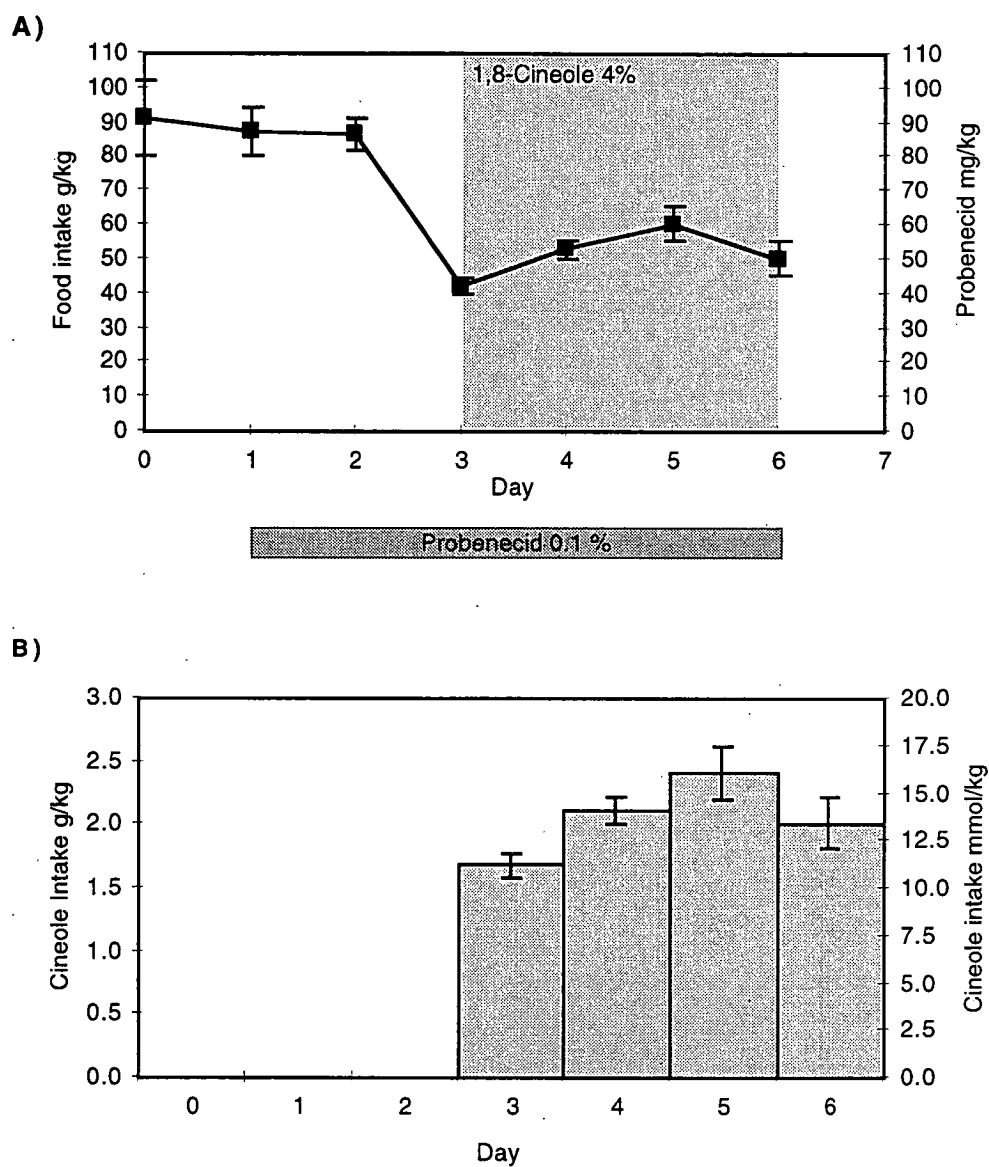 A)
110 110
1,8-Cineole 4%
100 100
90 90
80 80
70 70
60 60
50 50
40 40
30 30
20 20
10 10
0 0
Food intake g/kg
Probenecid mg/kg
0 1 2 3 4 5 6 7
Day
Probenecid 0.1 %
B)
3.0 20.0
2.5 17.5
2.0 15.0
1.5 12.5
1.0 10.0
0.5 7.5
0.0 5.0
2.5
0.0
Cineole Intake g/kg
Cineole intake mmol/kg
0 1 2 3 4 5 6
Day